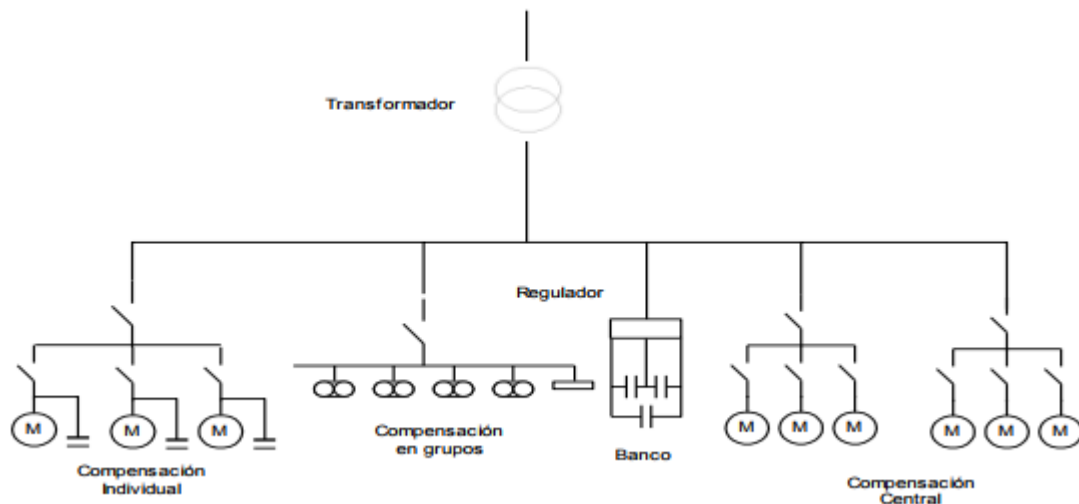 Transformador
Regulador
M
M
M
M
M
M
M
M
M
Compensación
en grupos
Banco
Compensación
Individual
Compensación
Central